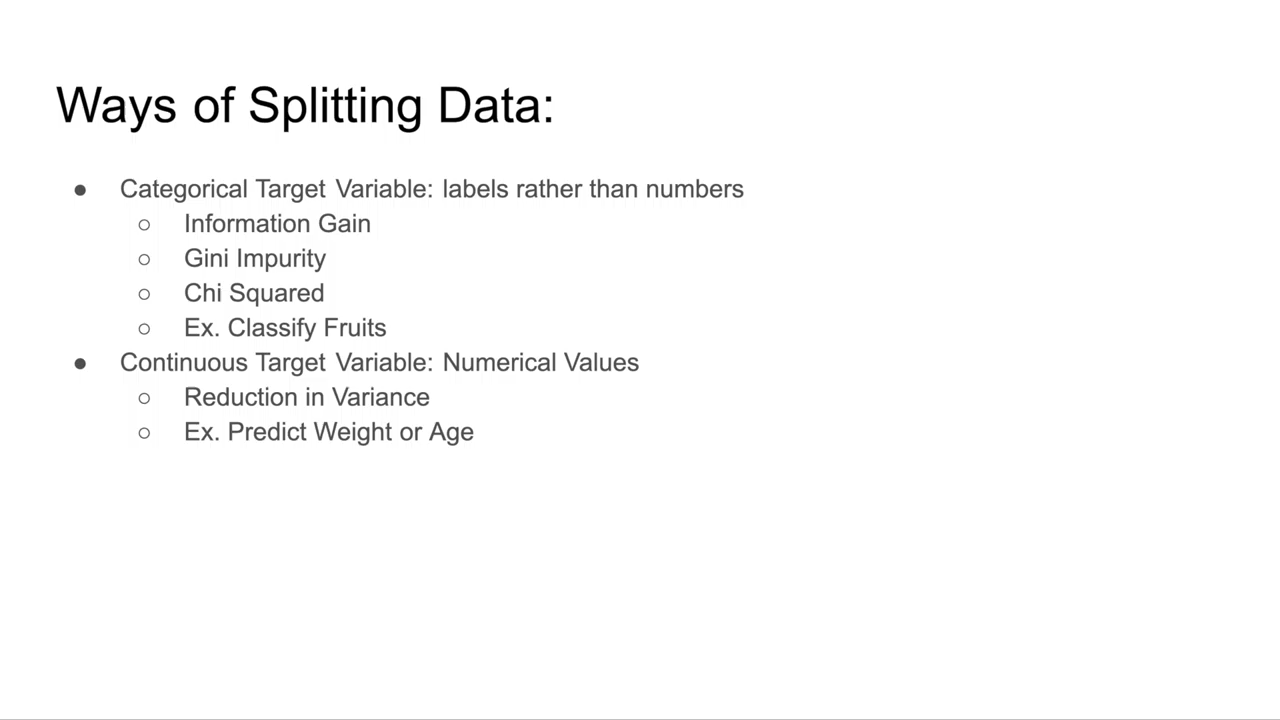 Ways of Splitting Data:
● Categorical Target Variable: labels rather than numbers
○ Information Gain
○ Gini Impurity
○ Chi Squared
○ Ex. Classify Fruits
● Continuous Target Variable: Numerical Values
○ Reduction in Variance
○ Ex. Predict Weight or Age